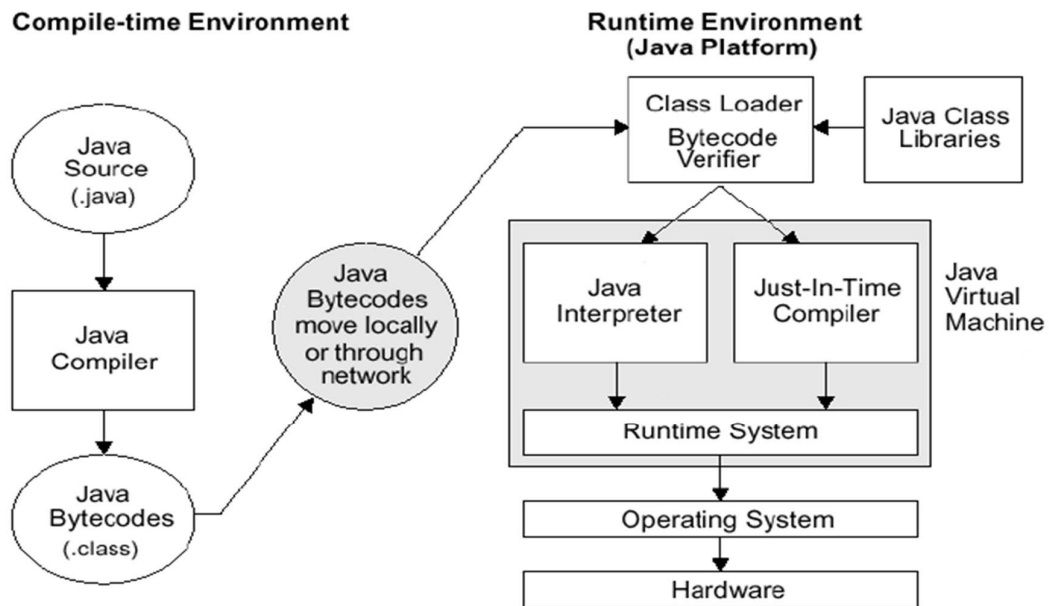 Compile-time Environment
Java
Source
(.java)
Java
Compiler
Java
Bytecodes
(.class)
Java
Bytecodes
move locally
or through
network
Runtime Environment
(Java Platform)
Class Loader
Bytecode
Verifier
Java Class
Libraries
Java
Interpreter
Just-In-Time
Compiler
Java
Virtual
Machine
Runtime System
Operating System
Hardware